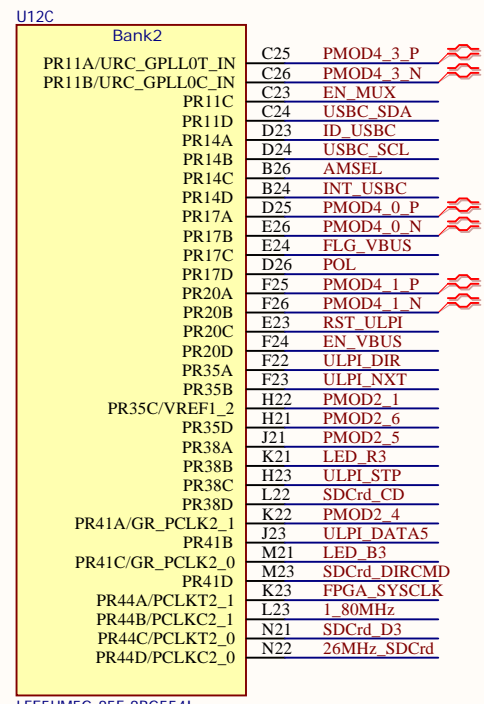 U12C
Bank2
PR11A/URC_GPLL0T_IN C25 PMOD4_3_P
PR11B/URC_GPLL0C_IN C26 PMOD4_3_N
PR11C C23 EN_MUX
PR11D C24 USBC_SDA
PR14A D23 ID_USBC
PR14B D24 USBC_SCL
PR14C B26 AMSEL
PR14D B24 INT_USBC
PR17A D25 PMOD4_0_P
PR17B E26 PMOD4_0_N
PR17C E24 FLG_VBUS
PR17D D26 POL
PR20A F25 PMOD4_1_P
PR20B F26 PMOD4_1_N
PR20C E23 RST_ULPI
PR20D F24 EN_VBUS
PR35A F22 ULPI_DIR
PR35B F23 ULPI_NXT
PR35C/VREF1_2 H22 PMOD2_1
PR35D H21 PMOD2_6
PR38A J21 PMOD2_5
PR38B K21 LED_R3
PR38C H23 ULPI_STP
PR38D L22 SDCrd_CD
PR41A/GR_PCLK2_1 K22 PMOD2_4
PR41B J23 ULPI_DATA5
PR41C/GR_PCLK2_0 M21 LED_B3
PR41D M23 SDCrd_DIRCMD
PR44A/PCLKT2_1 K23 FPGA_SYSCLK
PR44B/PCLKC2_1 L23 1_80MHz
PR44C/PCLKT2_0 N21 SDCrd_D3
PR44D/PCLKC2_0 N22 26MHz_SDCrd